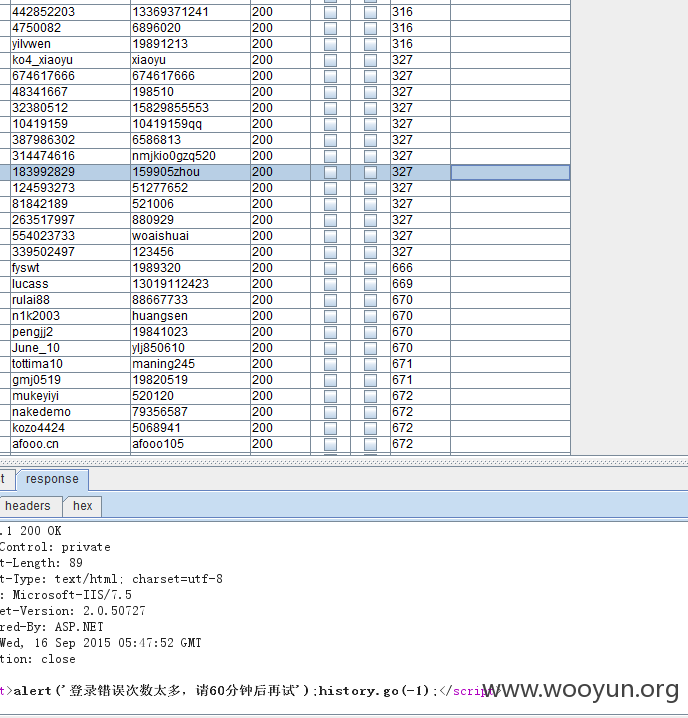 442852203 13369371241 200 316
4750082 6896020 200 316
yilvwen 19891213 200 316
ko4_xiaoyu xiaoyu 200 327
674617666 674617666 200 327
48341667 198510 200 327
32380512 15829855553 200 327
10419159 10419159qq 200 327
387986302 6586813 200 327
314474616 nmjkio0gzq520 200 327
183992829 159905zhou 200 327
124593273 51277652 200 327
81842189 521006 200 327
263517997 880929 200 327
554023733 woaishuai 200 327
339502497 123456 200 327
fyswt 1989320 200 666
lucass 13019112423 200 669
rulai88 88667733 200 670
n1k2003 huangsen 200 670
pengjj2 19841023 200 670
June_10 ylj850610 200 670
tottima10 maning245 200 671
gmj0519 19820519 200 671
mukeyiyi 520120 200 672
nakedemo 79356587 200 672
kozo4424 5068941 200 672
afooo.cn afooo105 200 672
t response
headers hex
.1 200 OK
Control: private
t-Length: 89
t-Type: text/html; charset=utf-8
: Microsoft-IIS/7.5
et-Version: 2.0.50727
red-By: ASP.NET
Wed, 16 Sep 2015 05:47:52 GMT
tion: close
t>alert('登录错误次数太多，请60分钟后再试');history.go(-1);</script>
www.wooyun.org